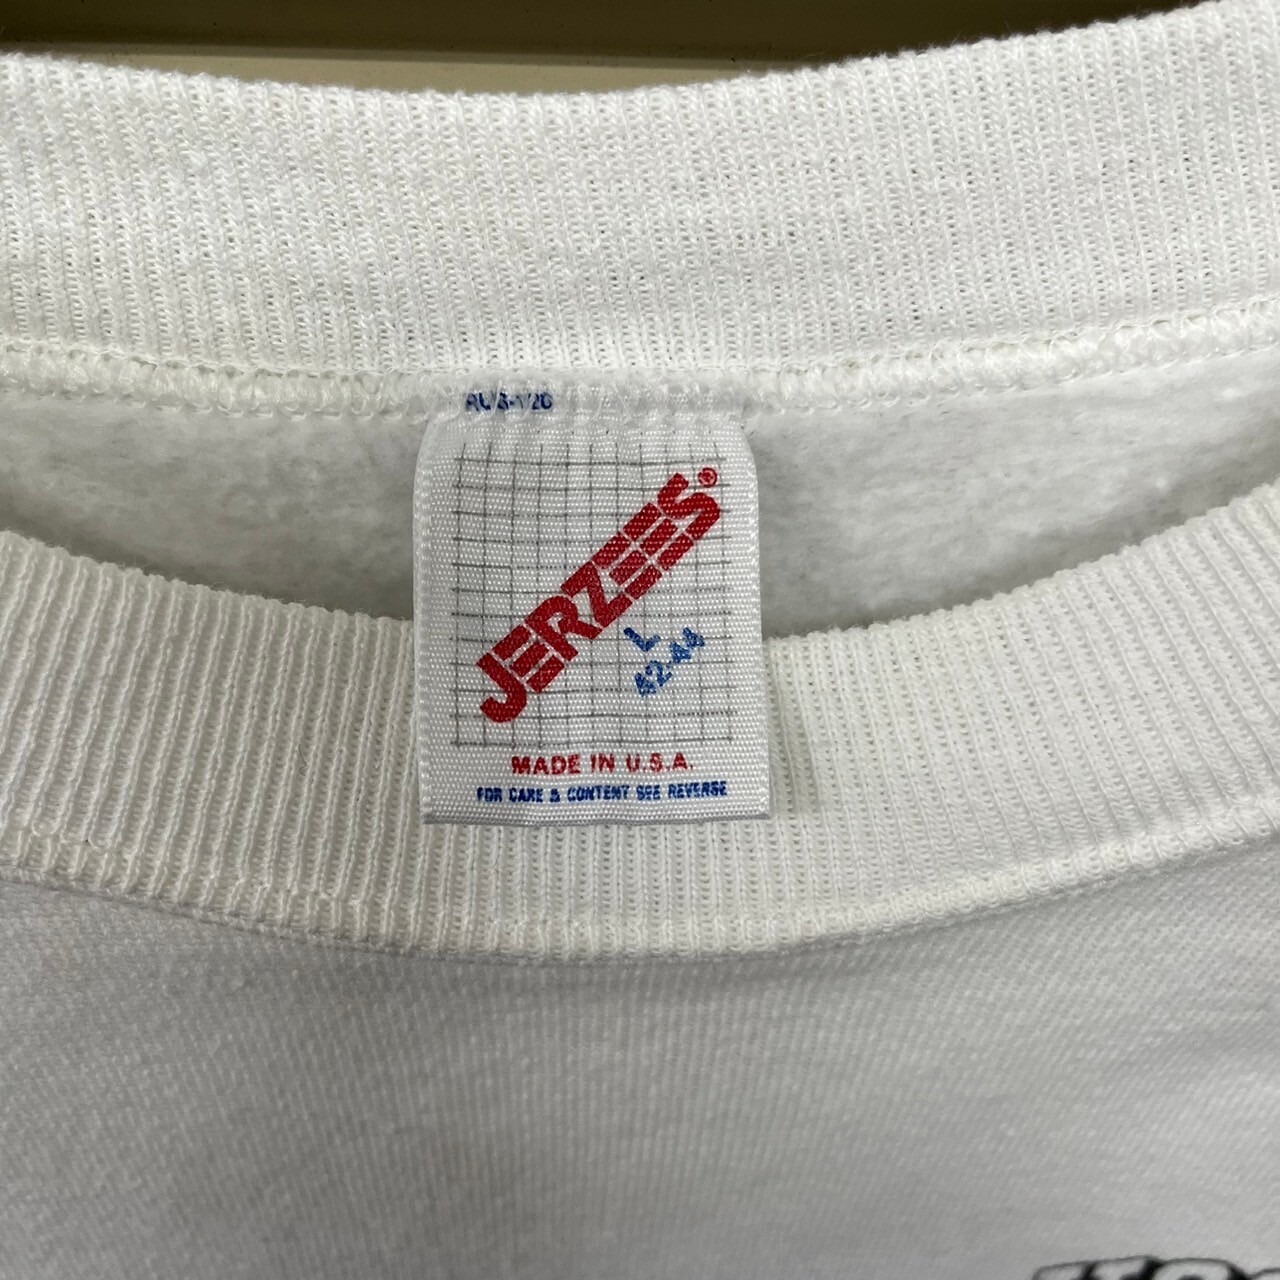 JERZEES®
L
42-44
MADE IN U.S.A.
FOR CARE & CONTENT SEE REVERSE